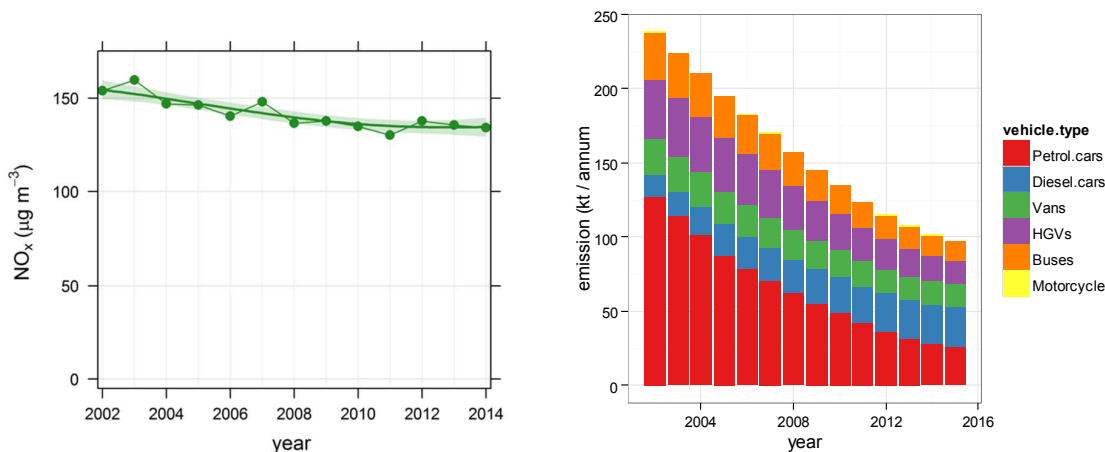 150
100
50
0
NOx (µg m−3)
2002 2004 2006 2008 2010 2012 2014
year
250
200
150
100
50
0
emission (kt / annum
2004 2008 2012 2016
year
vehicle.type
Petrol.cars
Diesel.cars
Vans
HGVs
Buses
Motorcycle